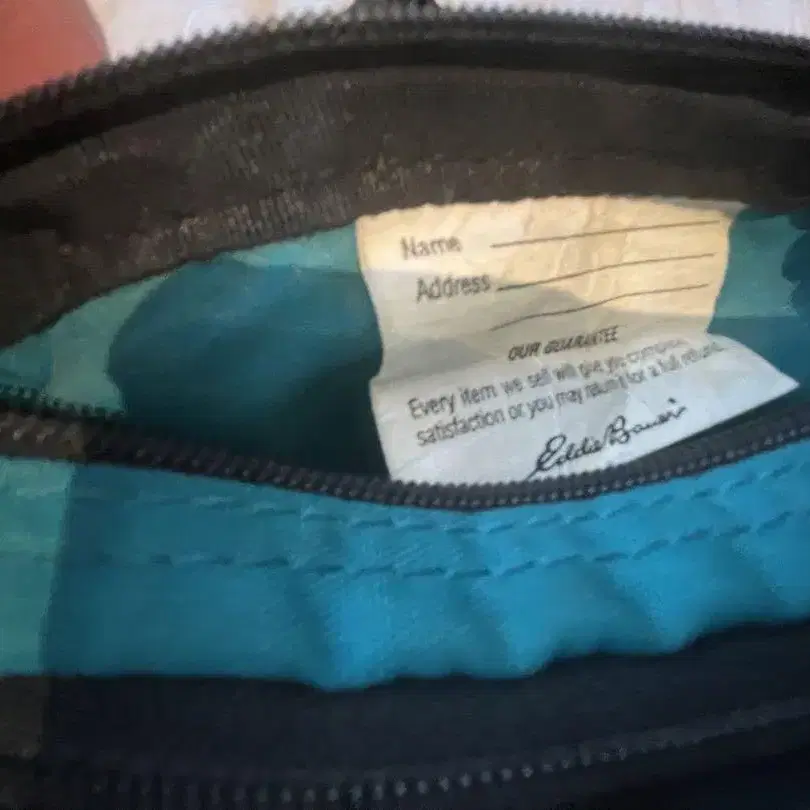 Name
Address
OUR GUARANTEE
Every item we sell will give you complete
satisfaction or you may return it for a full refund.
Eddie Bauer